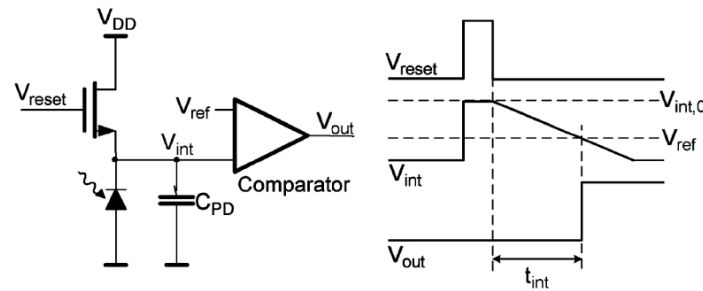 VDD
Vreset
Vref
Vout
Vint
Comparator
CPD
Vreset
Vint,0
Vref
Vint
Vout
tint